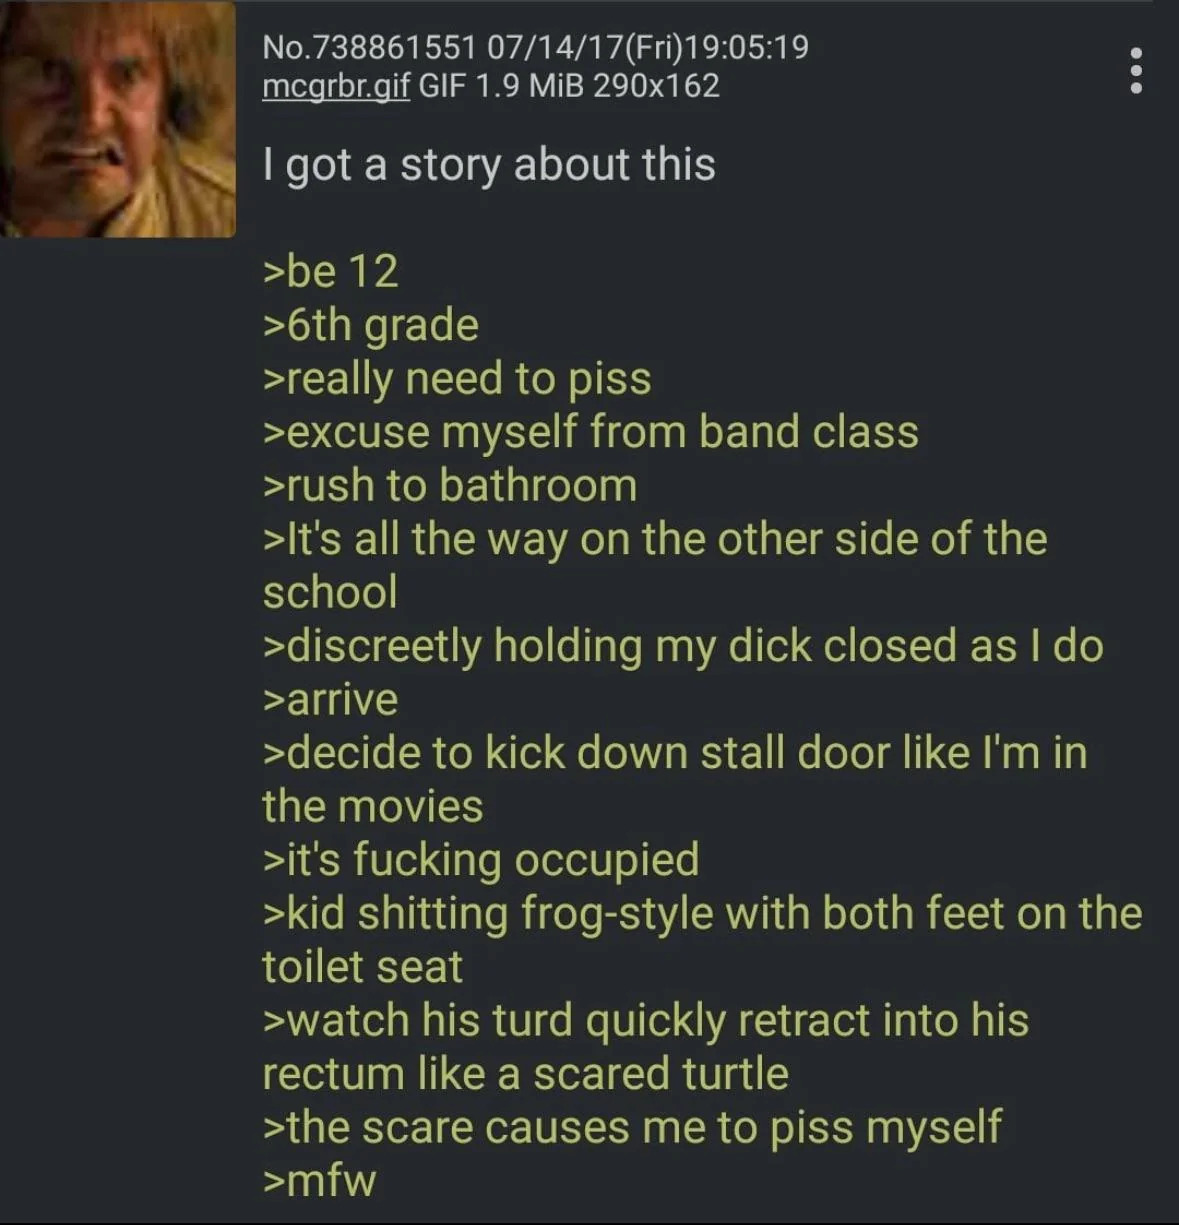 No.738861551 07/14/17(Fri)19:05:19
mcgrbr.gif GIF 1.9 MiB 290x162
I got a story about this
>be 12
>6th grade
>really need to piss
>excuse myself from band class
>rush to bathroom
>It's all the way on the other side of the
school
>discreetly holding my dick closed as I do
>arrive
>decide to kick down stall door like I'm in
the movies
>it's fucking occupied
>kid shitting frog-style with both feet on the
toilet seat
>watch his turd quickly retract into his
rectum like a scared turtle
>the scare causes me to piss myself
>mfw